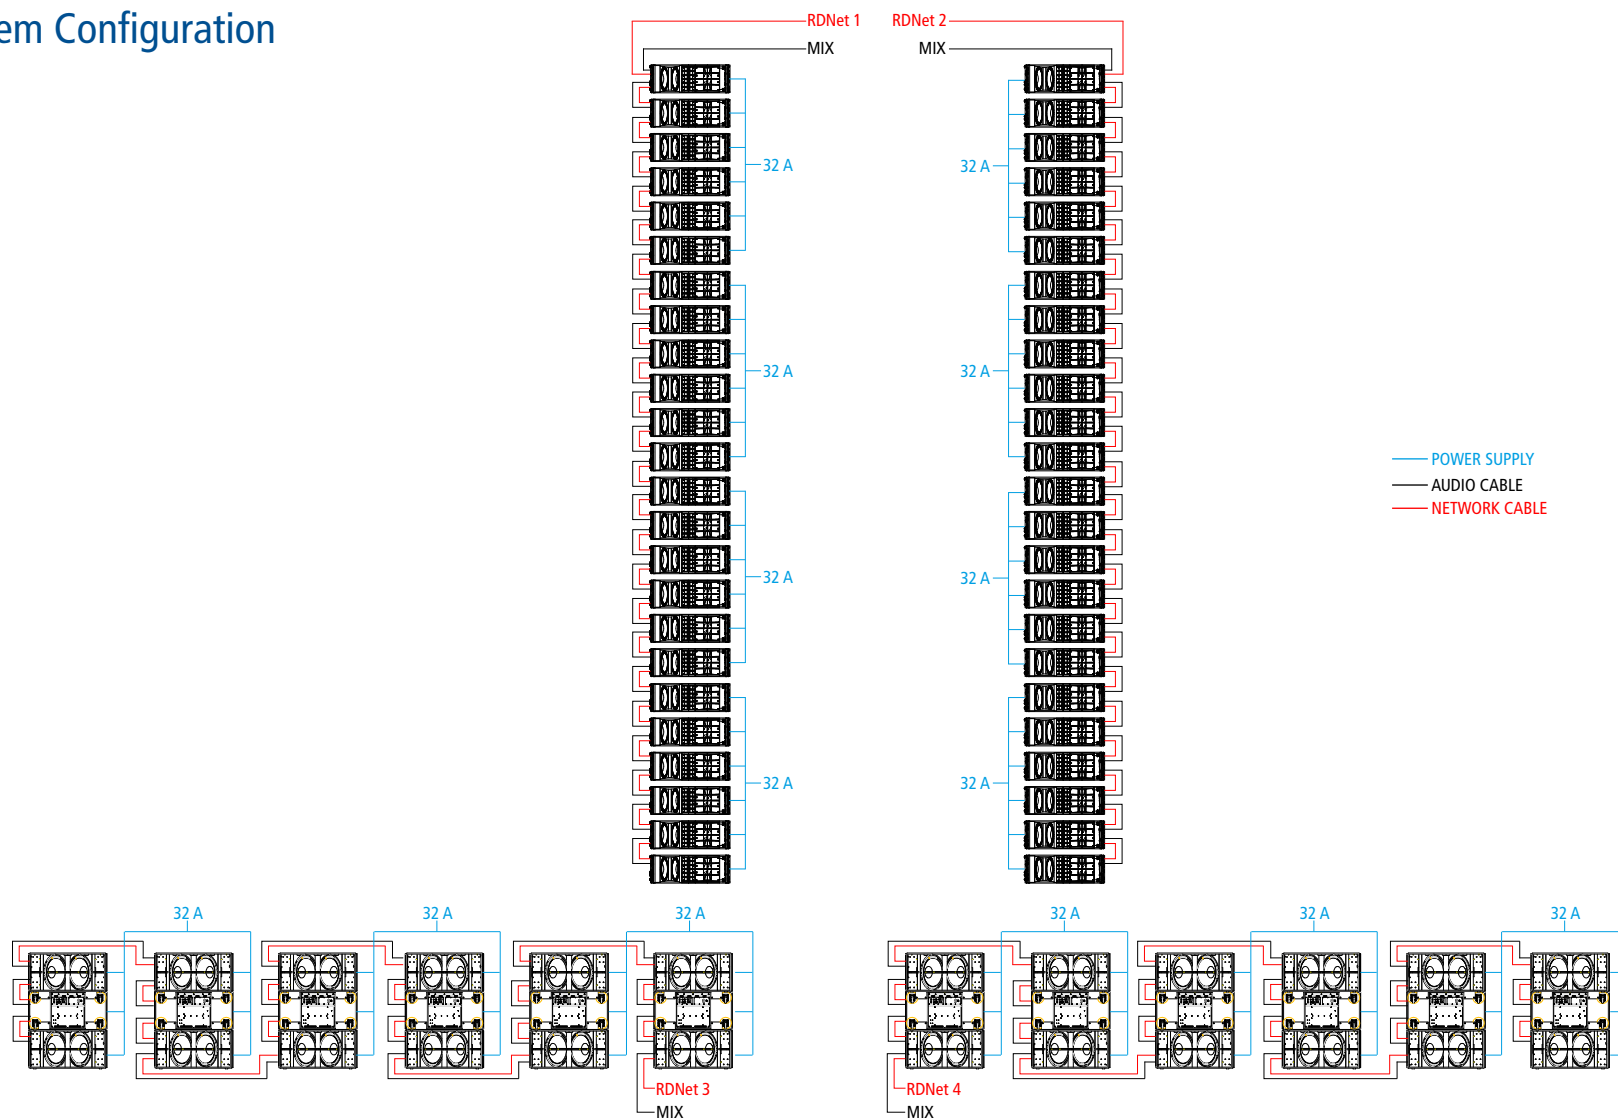 em Configuration
RDNet 1
RDNet 2
MIX
MIX
32 A
32 A
32 A
32 A
POWER SUPPLY
AUDIO CABLE
NETWORK CABLE
32 A
32 A
32 A
32 A
32 A
32 A
32 A
32 A
32 A
32 A
RDNet 3
RDNet 4
MIX
MIX